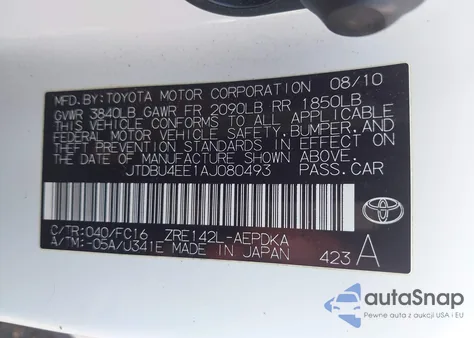 MFD.BY:TOYOTA MOTOR CORPORATION 08/10
GVWR 3840LB GAWR FR 2090LB RR 1850LB
THIS VEHICLE CONFORMS TO ALL APPLICABLE
FEDERAL MOTOR VEHICLE SAFETY, BUMPER, AND
THEFT PREVENTION STANDARDS IN EFFECT ON
THE DATE OF MANUFACTURE SHOWN ABOVE.
JTDBU4EE1AJ080493 PASS.CAR
C/TR:040/FC16 ZRE142L-AEPDKA
A/TM:-05A/U341E MADE IN JAPAN 423 A
TOYOTA
autoSnap
Pewne auta z aukcji USA i EU